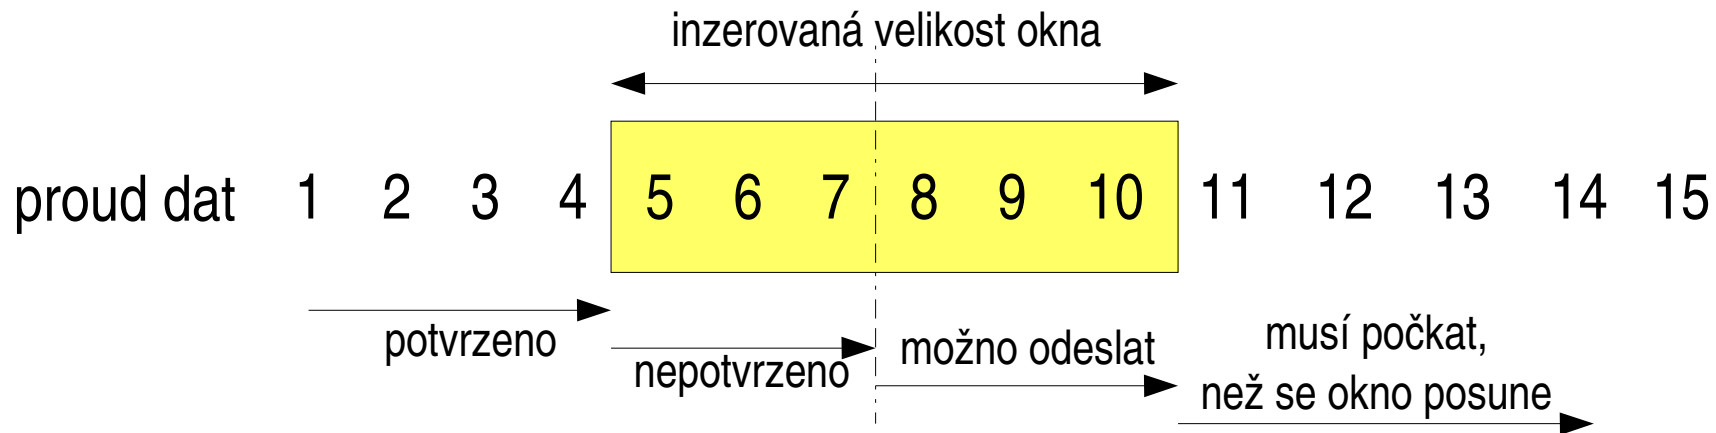 inzerovaná velikost okna
proud dat 1 2 3 4 5 6 7 8 9 10 11 12 13 14 15
potvrzeno
nepotvrzeno
možno odeslat
musí počkat,
než se okno posune